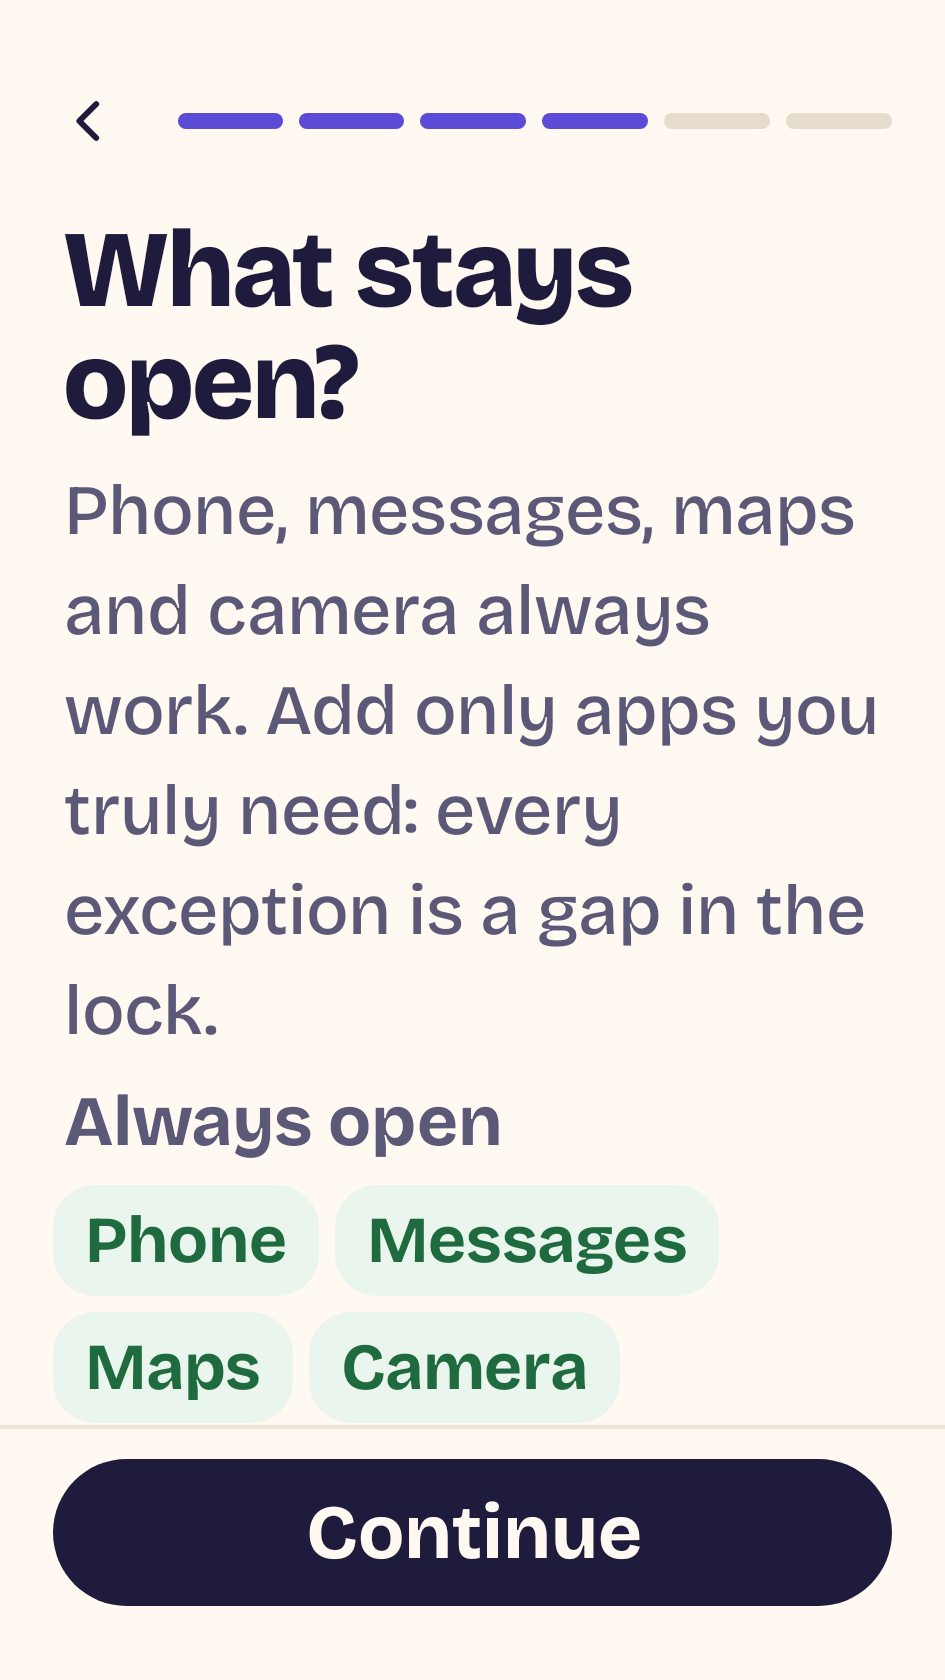 What stays
open?
Phone, messages, maps
and camera always
work. Add only apps you
truly need: every
exception is a gap in the
lock.
Always open
Phone Messages
Maps Camera
Continue